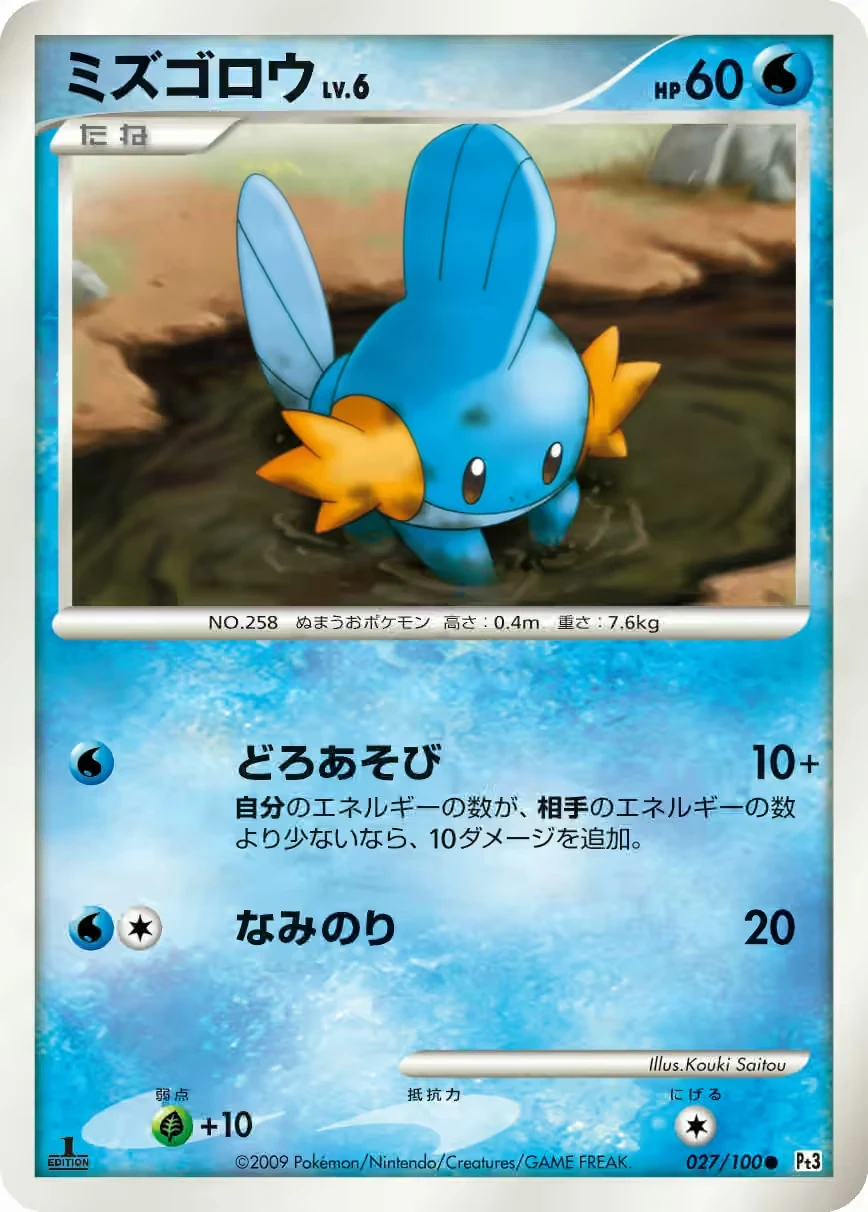 ミズゴロウ LV.6 HP 60
たね
NO.258 ぬまうおポケモン 高さ：0.4m 重さ：7.6kg
どろあそび 10+
自分のエネルギーの数が、相手のエネルギーの数
より少ないなら、10ダメージを追加。
なみのり 20
Illus.Kouki Saitou
弱点 抵抗力 にげる
+10
1 EDITION
©2009 Pokémon/Nintendo/Creatures/GAME FREAK. 027/100● Pt3